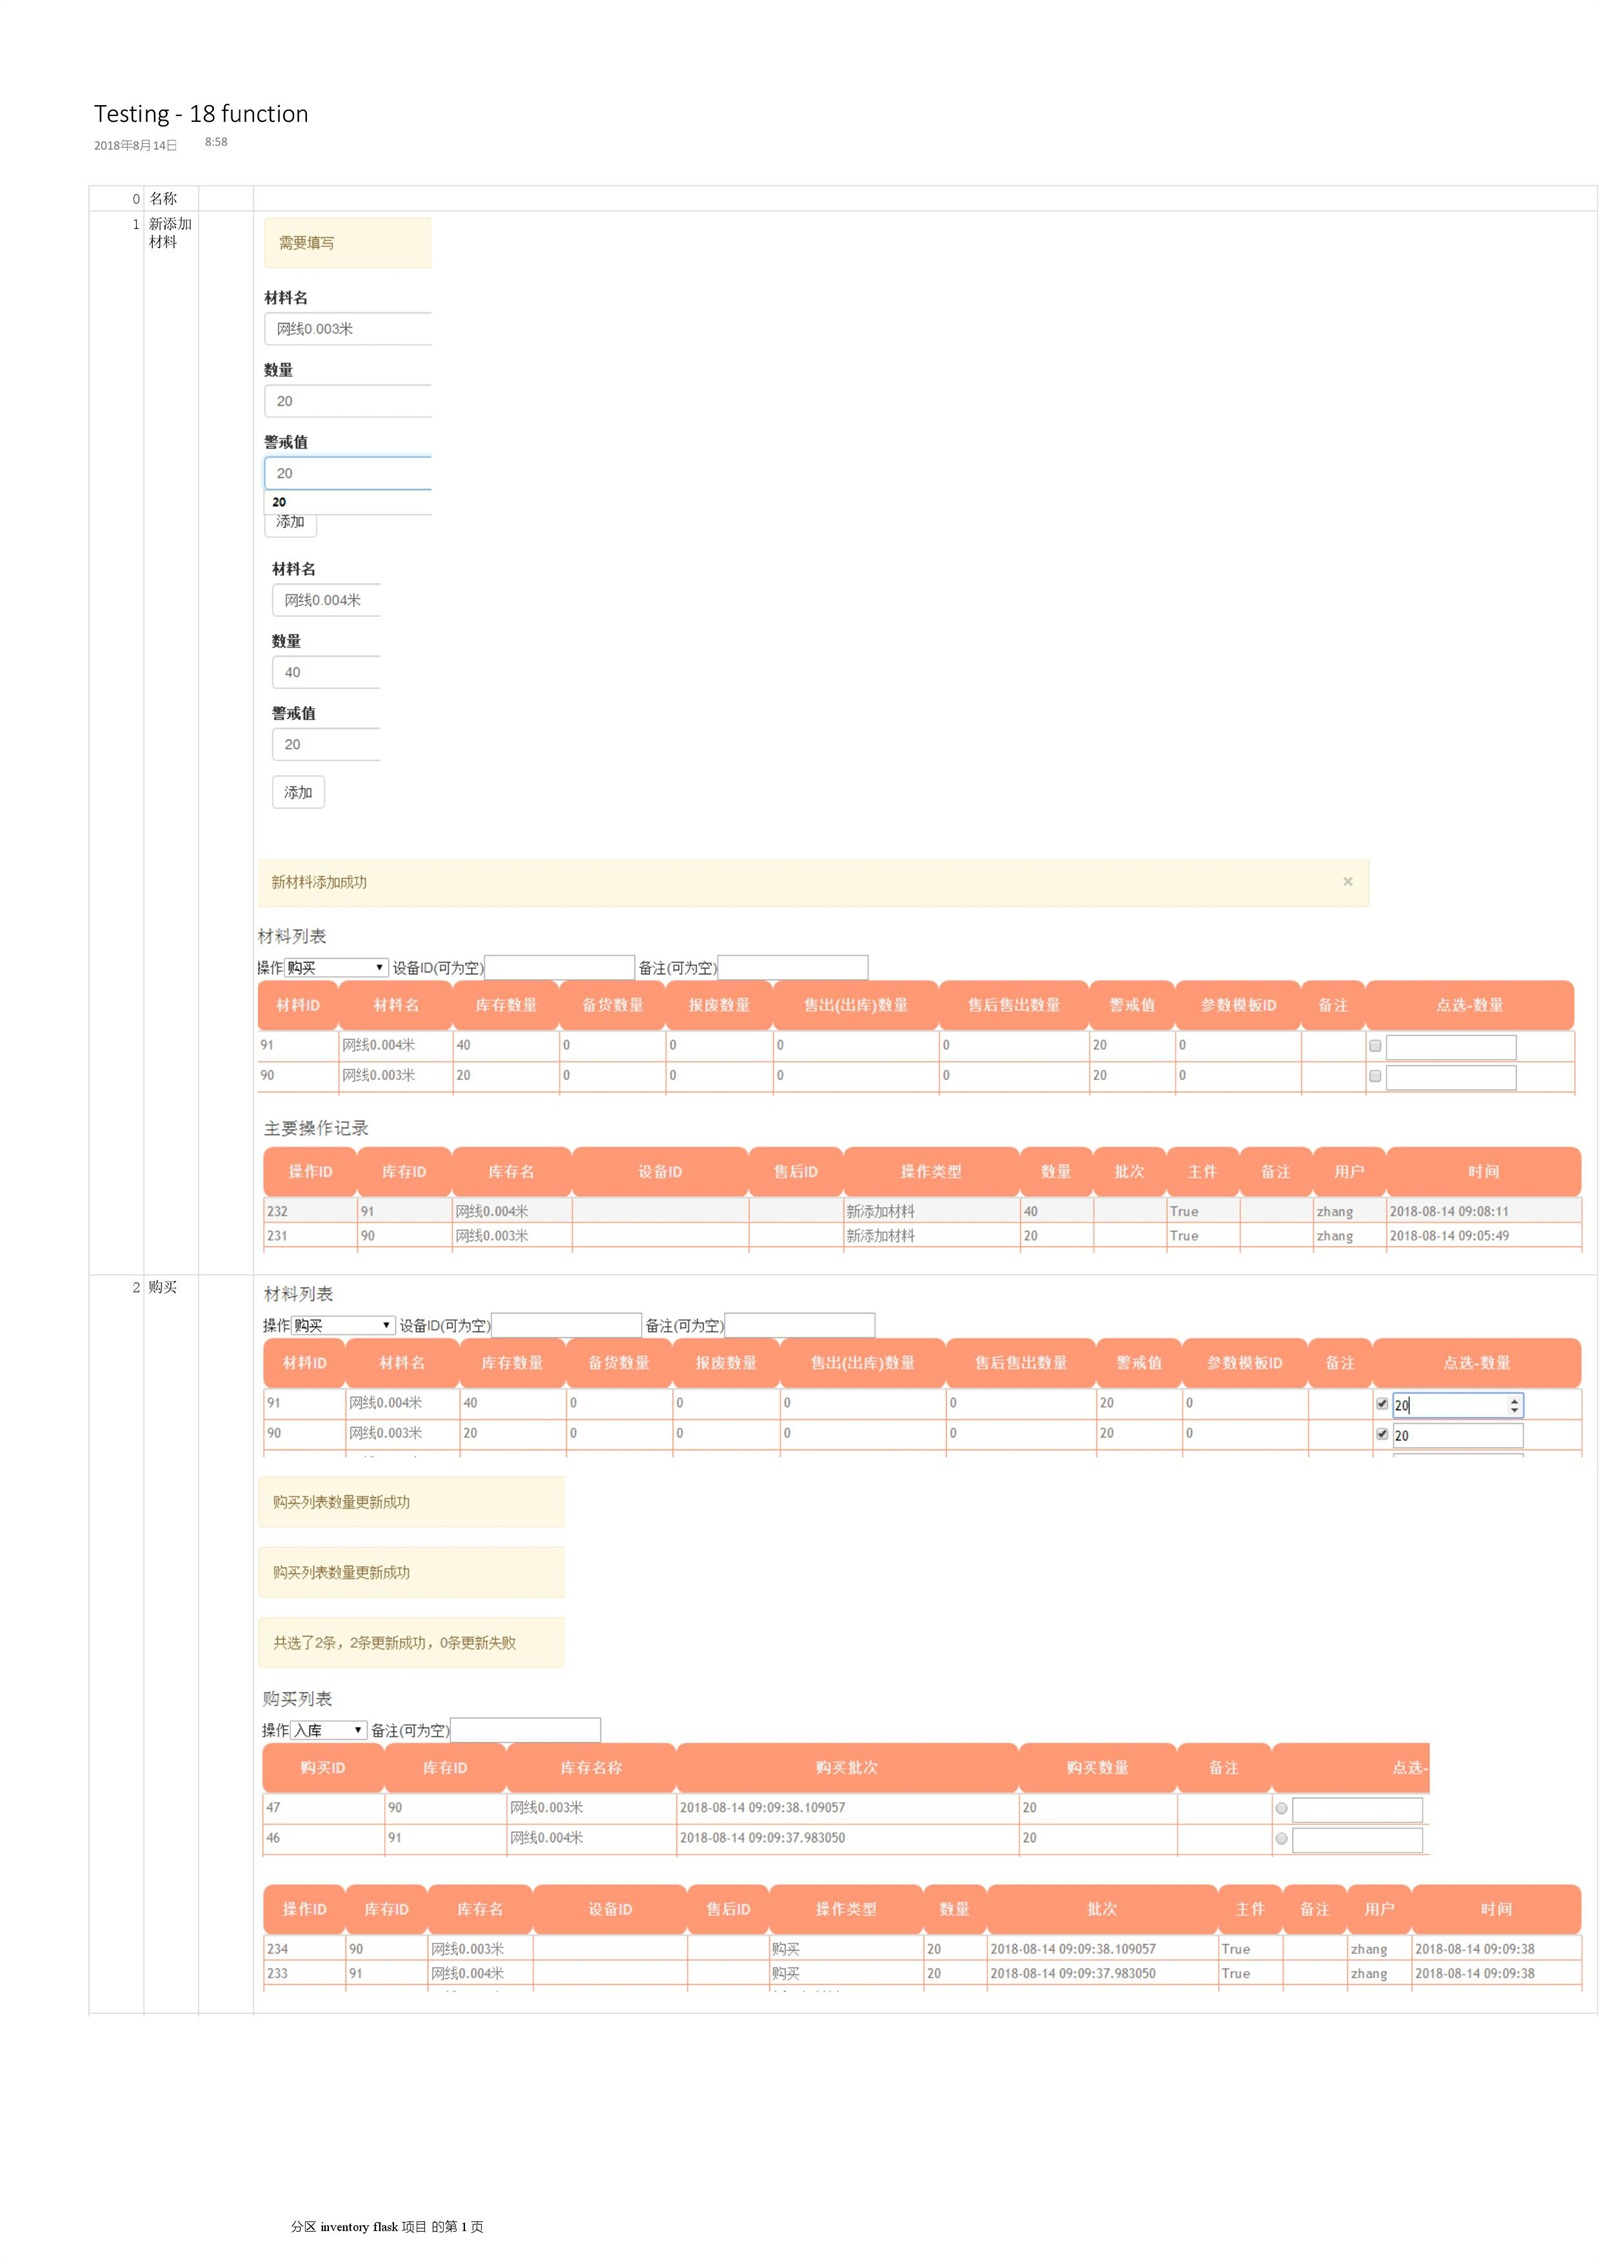 Testing - 18 function
2018年8月14日 8:58
0 名称
1 新添加
材料
需要填写
材料名
网线0.003米
数量
20
警戒值
20
20
添加
材料名
网线0.004米
数量
40
警戒值
20
添加
新材料添加成功 ×
材料列表
操作 购买 设备ID(可为空) 备注(可为空)
材料ID 材料名 库存数量 备货数量 报废数量 售出(出库)数量 售后售出数量 警戒值 参数模板ID 备注 点选-数量
91 网线0.004米 40 0 0 0 0 20 0
90 网线0.003米 20 0 0 0 0 20 0
主要操作记录
操作ID 库存ID 库存名 设备ID 售后ID 操作类型 数量 批次 主件 备注 用户 时间
232 91 网线0.004米 新添加材料 40 True zhang 2018-08-14 09:08:11
231 90 网线0.003米 新添加材料 20 True zhang 2018-08-14 09:05:49
2 购买
材料列表
操作 购买 设备ID(可为空) 备注(可为空)
材料ID 材料名 库存数量 备货数量 报废数量 售出(出库)数量 售后售出数量 警戒值 参数模板ID 备注 点选-数量
91 网线0.004米 40 0 0 0 0 20 0 20
90 网线0.003米 20 0 0 0 0 20 0 20
购买列表数量更新成功
购买列表数量更新成功
共选了2条，2条更新成功，0条更新失败
购买列表
操作 入库 备注(可为空)
购买ID 库存ID 库存名称 购买批次 购买数量 备注 点选-
47 90 网线0.003米 2018-08-14 09:09:38.109057 20
46 91 网线0.004米 2018-08-14 09:09:37.983050 20
操作ID 库存ID 库存名 设备ID 售后ID 操作类型 数量 批次 主件 备注 用户 时间
234 90 网线0.003米 购买 20 2018-08-14 09:09:38.109057 True zhang 2018-08-14 09:09:38
233 91 网线0.004米 购买 20 2018-08-14 09:09:37.983050 True zhang 2018-08-14 09:09:38
分区 inventory flask 项目 的第 1 页